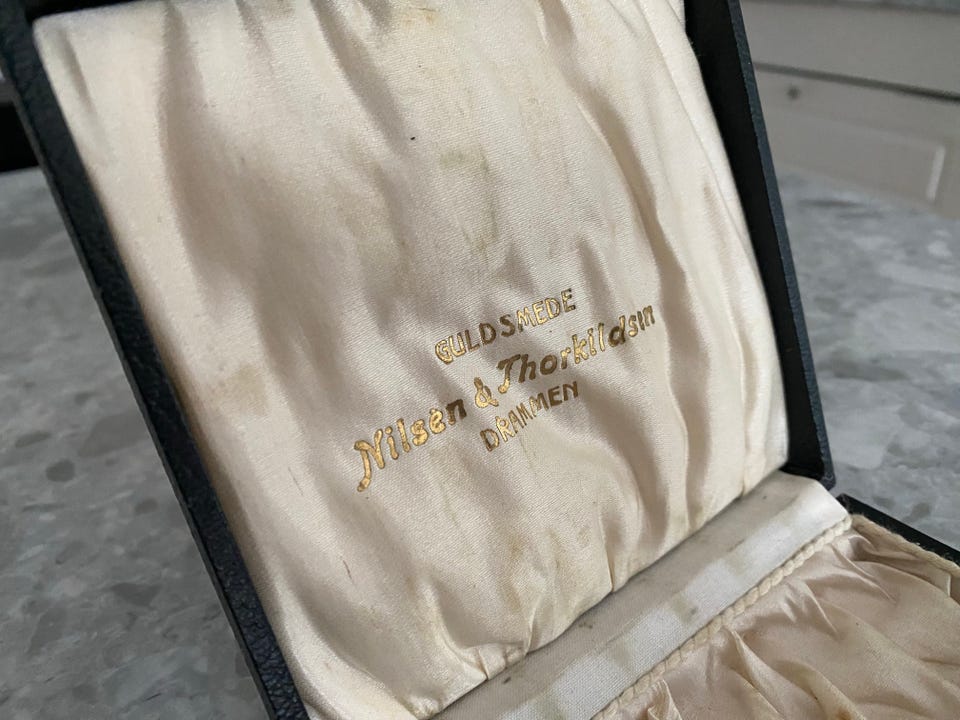 GULDSMEDE
Nilsen & Thorkildsen
DRAMMEN